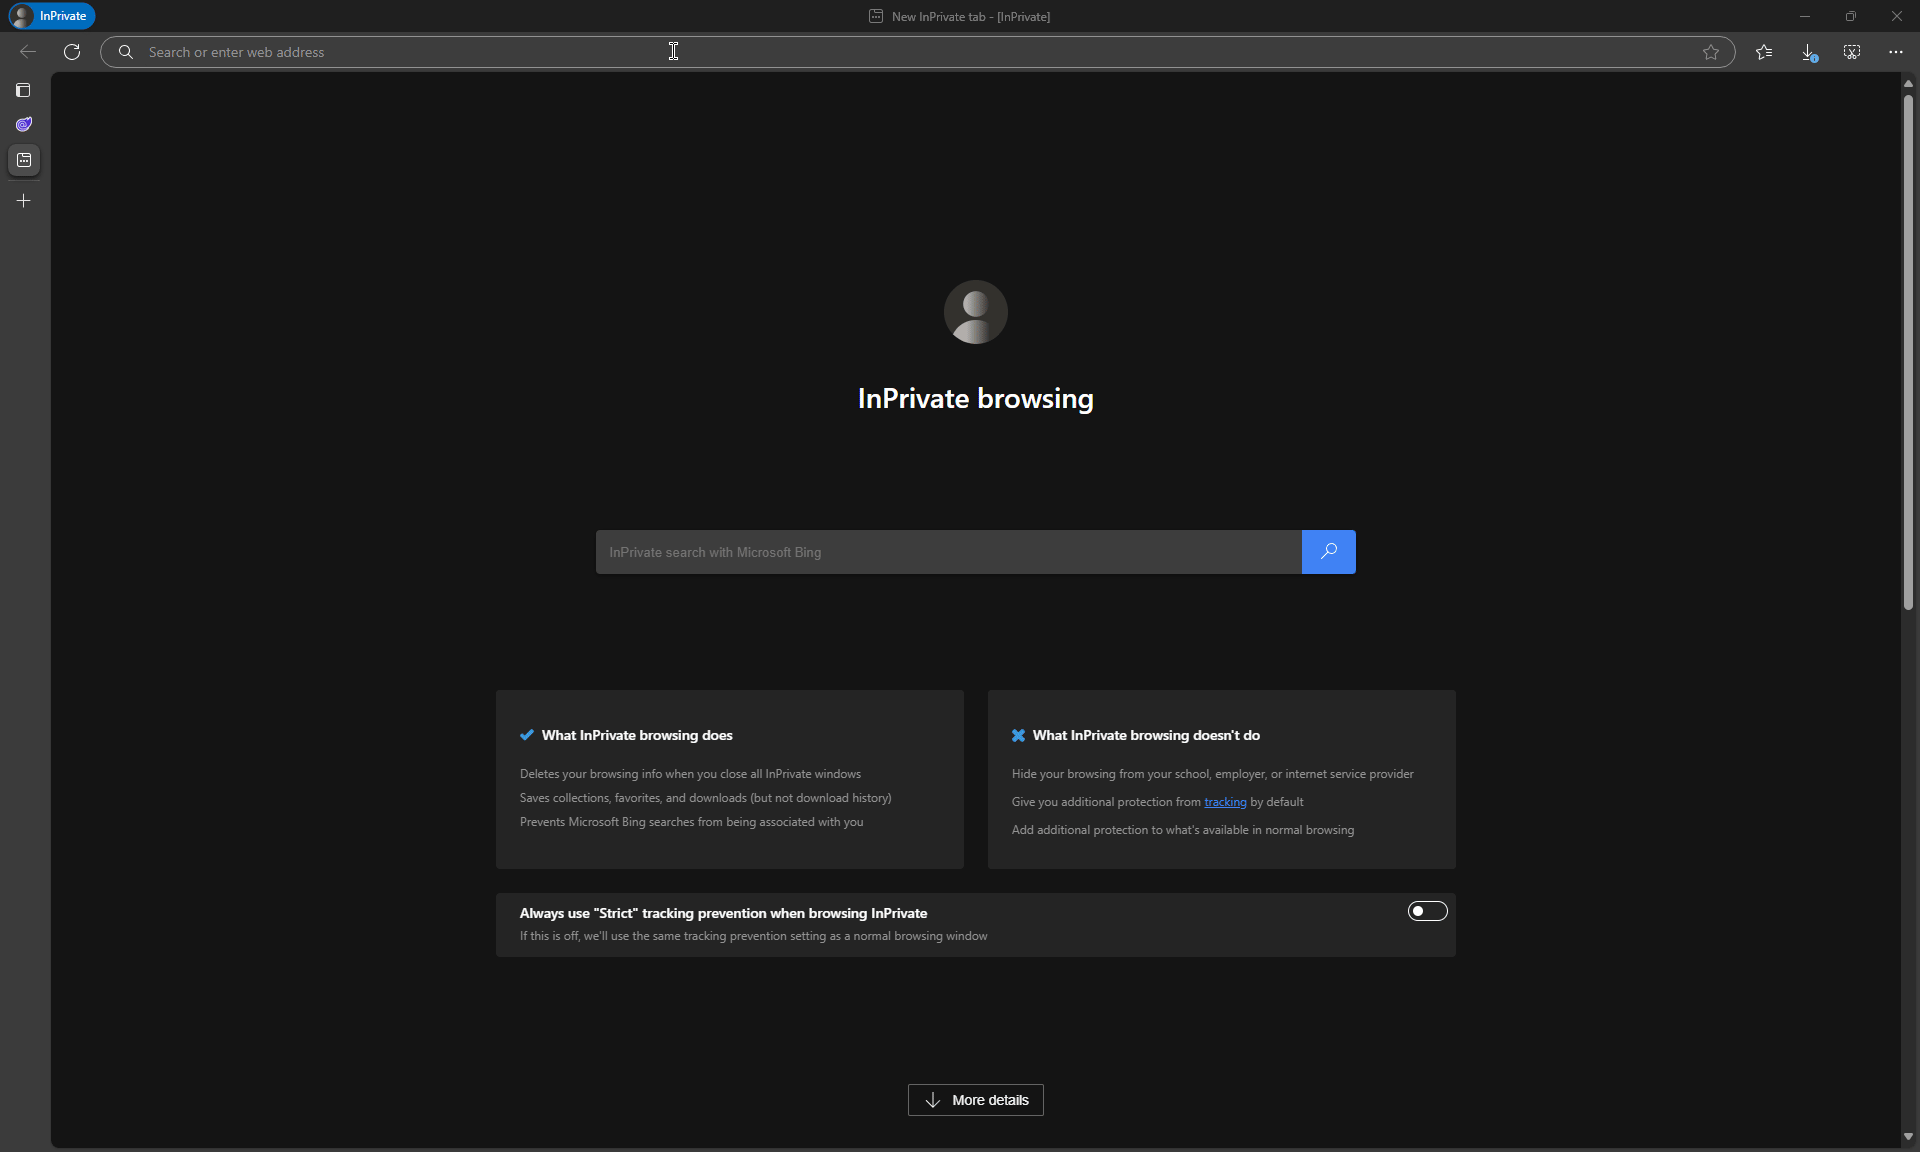 InPrivate
New InPrivate tab - [InPrivate]
Search or enter web address
InPrivate browsing
InPrivate search with Microsoft Bing
What InPrivate browsing does
Deletes your browsing info when you close all InPrivate windows
Saves collections, favorites, and downloads (but not download history)
Prevents Microsoft Bing searches from being associated with you
What InPrivate browsing doesn't do
Hide your browsing from your school, employer, or internet service provider
Give you additional protection from tracking by default
Add additional protection to what's available in normal browsing
Always use "Strict" tracking prevention when browsing InPrivate
If this is off, we'll use the same tracking prevention setting as a normal browsing window
More details